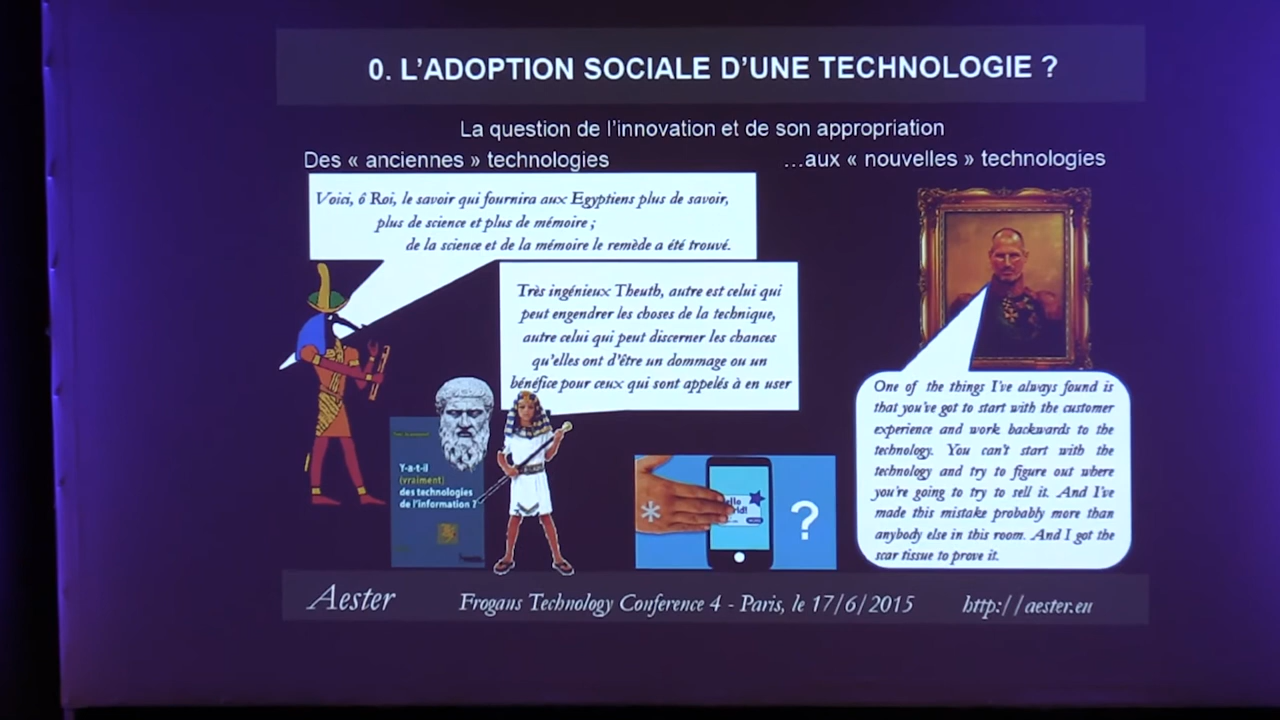 0. L'ADOPTION SOCIALE D'UNE TECHNOLOGIE ?
La question de l'innovation et de son appropriation
Des « anciennes » technologies
…aux « nouvelles » technologies
Voici, ô Roi, le savoir qui fournira aux Egyptiens plus de savoir,
plus de science et plus de mémoire ;
de la science et de la mémoire le remède a été trouvé.
Très ingénieux Theuth, autre est celui qui
peut engendrer les choses de la technique,
autre celui qui peut discerner les chances
qu'elles ont d'être un dommage ou un
bénéfice pour ceux qui sont appelés à en user
Y-a-t-il
(vraiment)
des technologies
de l'information ?
*
?
One of the things I've always found is
that you've got to start with the customer
experience and work backwards to the
technology. You can't start with the
technology and try to figure out where
you're going to try to sell it. And I've
made this mistake probably more than
anybody else in this room. And I got the
scar tissue to prove it.
Aester
Frogans Technology Conference 4 - Paris, le 17/6/2015
http://aester.eu